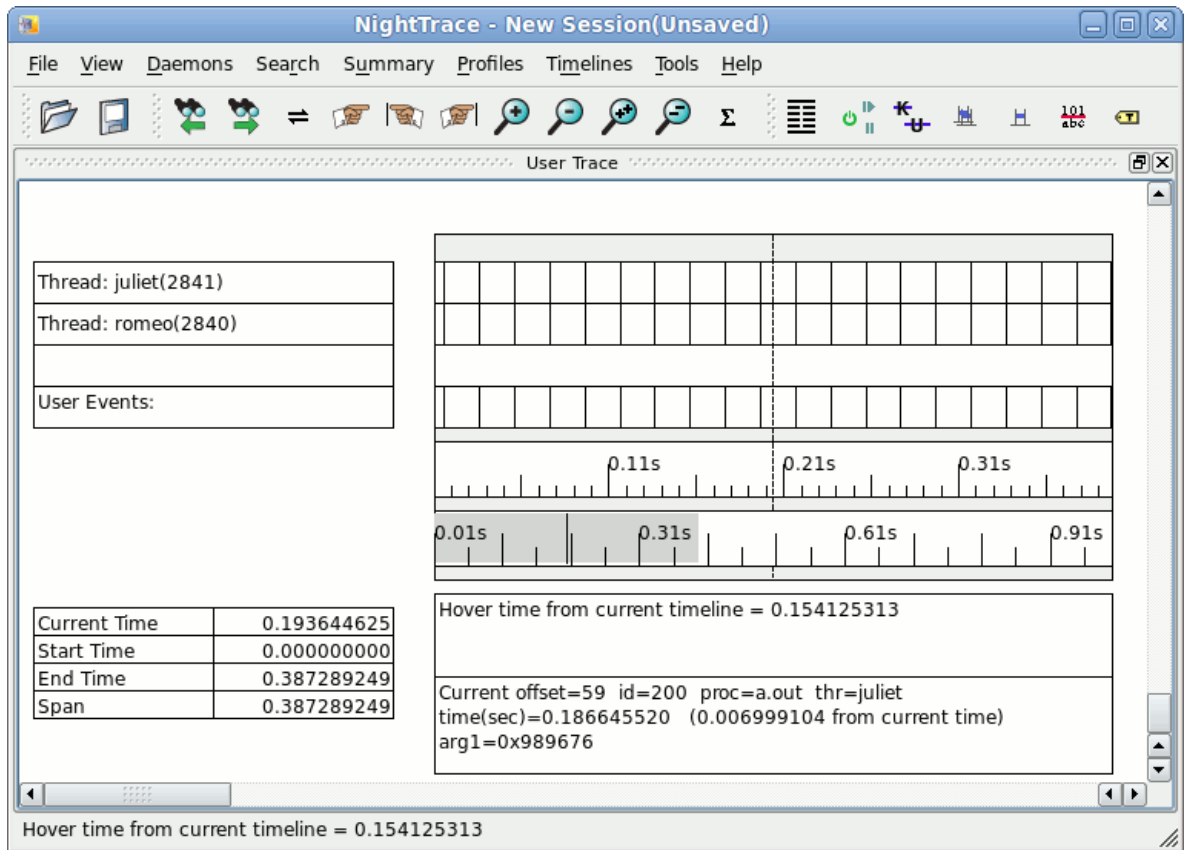 NightTrace - New Session(Unsaved)
File View Daemons Search Summary Profiles Timelines Tools Help
Σ K U 101 abc T
User Trace
Thread: juliet(2841)
Thread: romeo(2840)
User Events:
0.11s 0.21s 0.31s
0.01s 0.31s 0.61s 0.91s
Current Time 0.193644625
Start Time 0.000000000
End Time 0.387289249
Span 0.387289249
Hover time from current timeline = 0.154125313
Current offset=59 id=200 proc=a.out thr=juliet
time(sec)=0.186645520 (0.006999104 from current time)
arg1=0x989676
Hover time from current timeline = 0.154125313